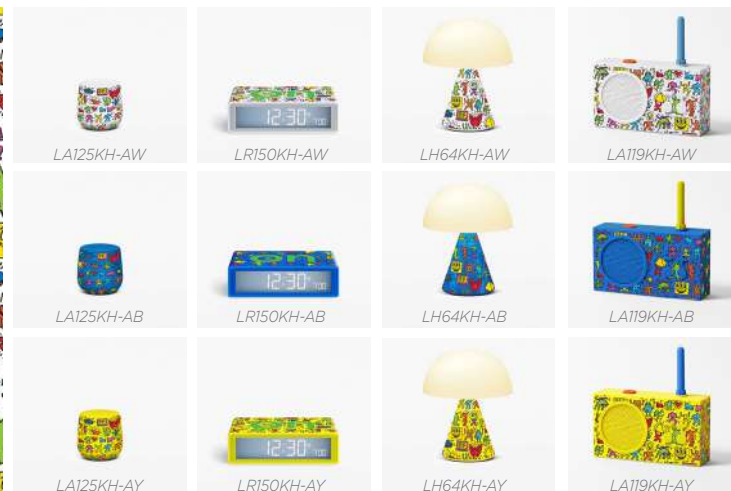 12:30
LA125KH-AW
LR150KH-AW
LH64KH-AW
LA119KH-AW
12:30
LA125KH-AB
LR150KH-AB
LH64KH-AB
LA119KH-AB
12:30
LA125KH-AY
LR150KH-AY
LH64KH-AY
LA119KH-AY